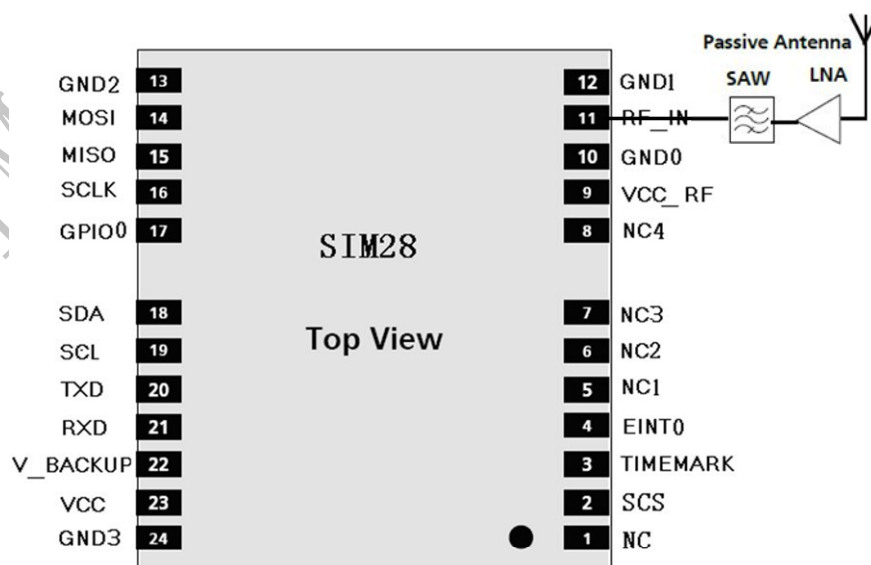 Passive Antenna
SAW LNA
GND2 13
MOSI 14
MISO 15
SCLK 16
GPIO0 17
SDA 18
SCL 19
TXD 20
RXD 21
V_BACKUP 22
VCC 23
GND3 24
SIM28
Top View
12 GND1
11 RF_IN
10 GND0
9 VCC_RF
8 NC4
7 NC3
6 NC2
5 NC1
4 EINT0
3 TIMEMARK
2 SCS
1 NC